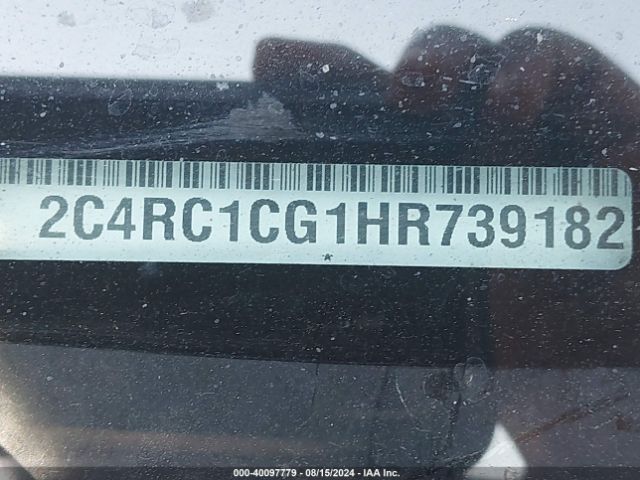 2C4RC1CG1HR739182
000-40097779 - 08/15/2024 - IAA Inc.